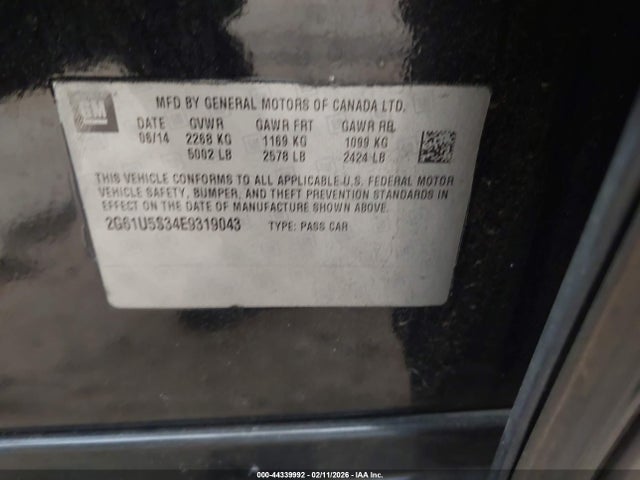 GM
MFD BY GENERAL MOTORS OF CANADA LTD.
DATE GVWR GAWR FRT GAWR RR
06/14 2268 KG 1169 KG 1099 KG
5002 LB 2578 LB 2424 LB
THIS VEHICLE CONFORMS TO ALL APPLICABLE U.S. FEDERAL MOTOR
VEHICLE SAFETY, BUMPER, AND THEFT PREVENTION STANDARDS IN
EFFECT ON THE DATE OF MANUFACTURE SHOWN ABOVE.
2G61U5S34E9319043 TYPE: PASS CAR
000-44339992 - 02/11/2026 - IAA Inc.